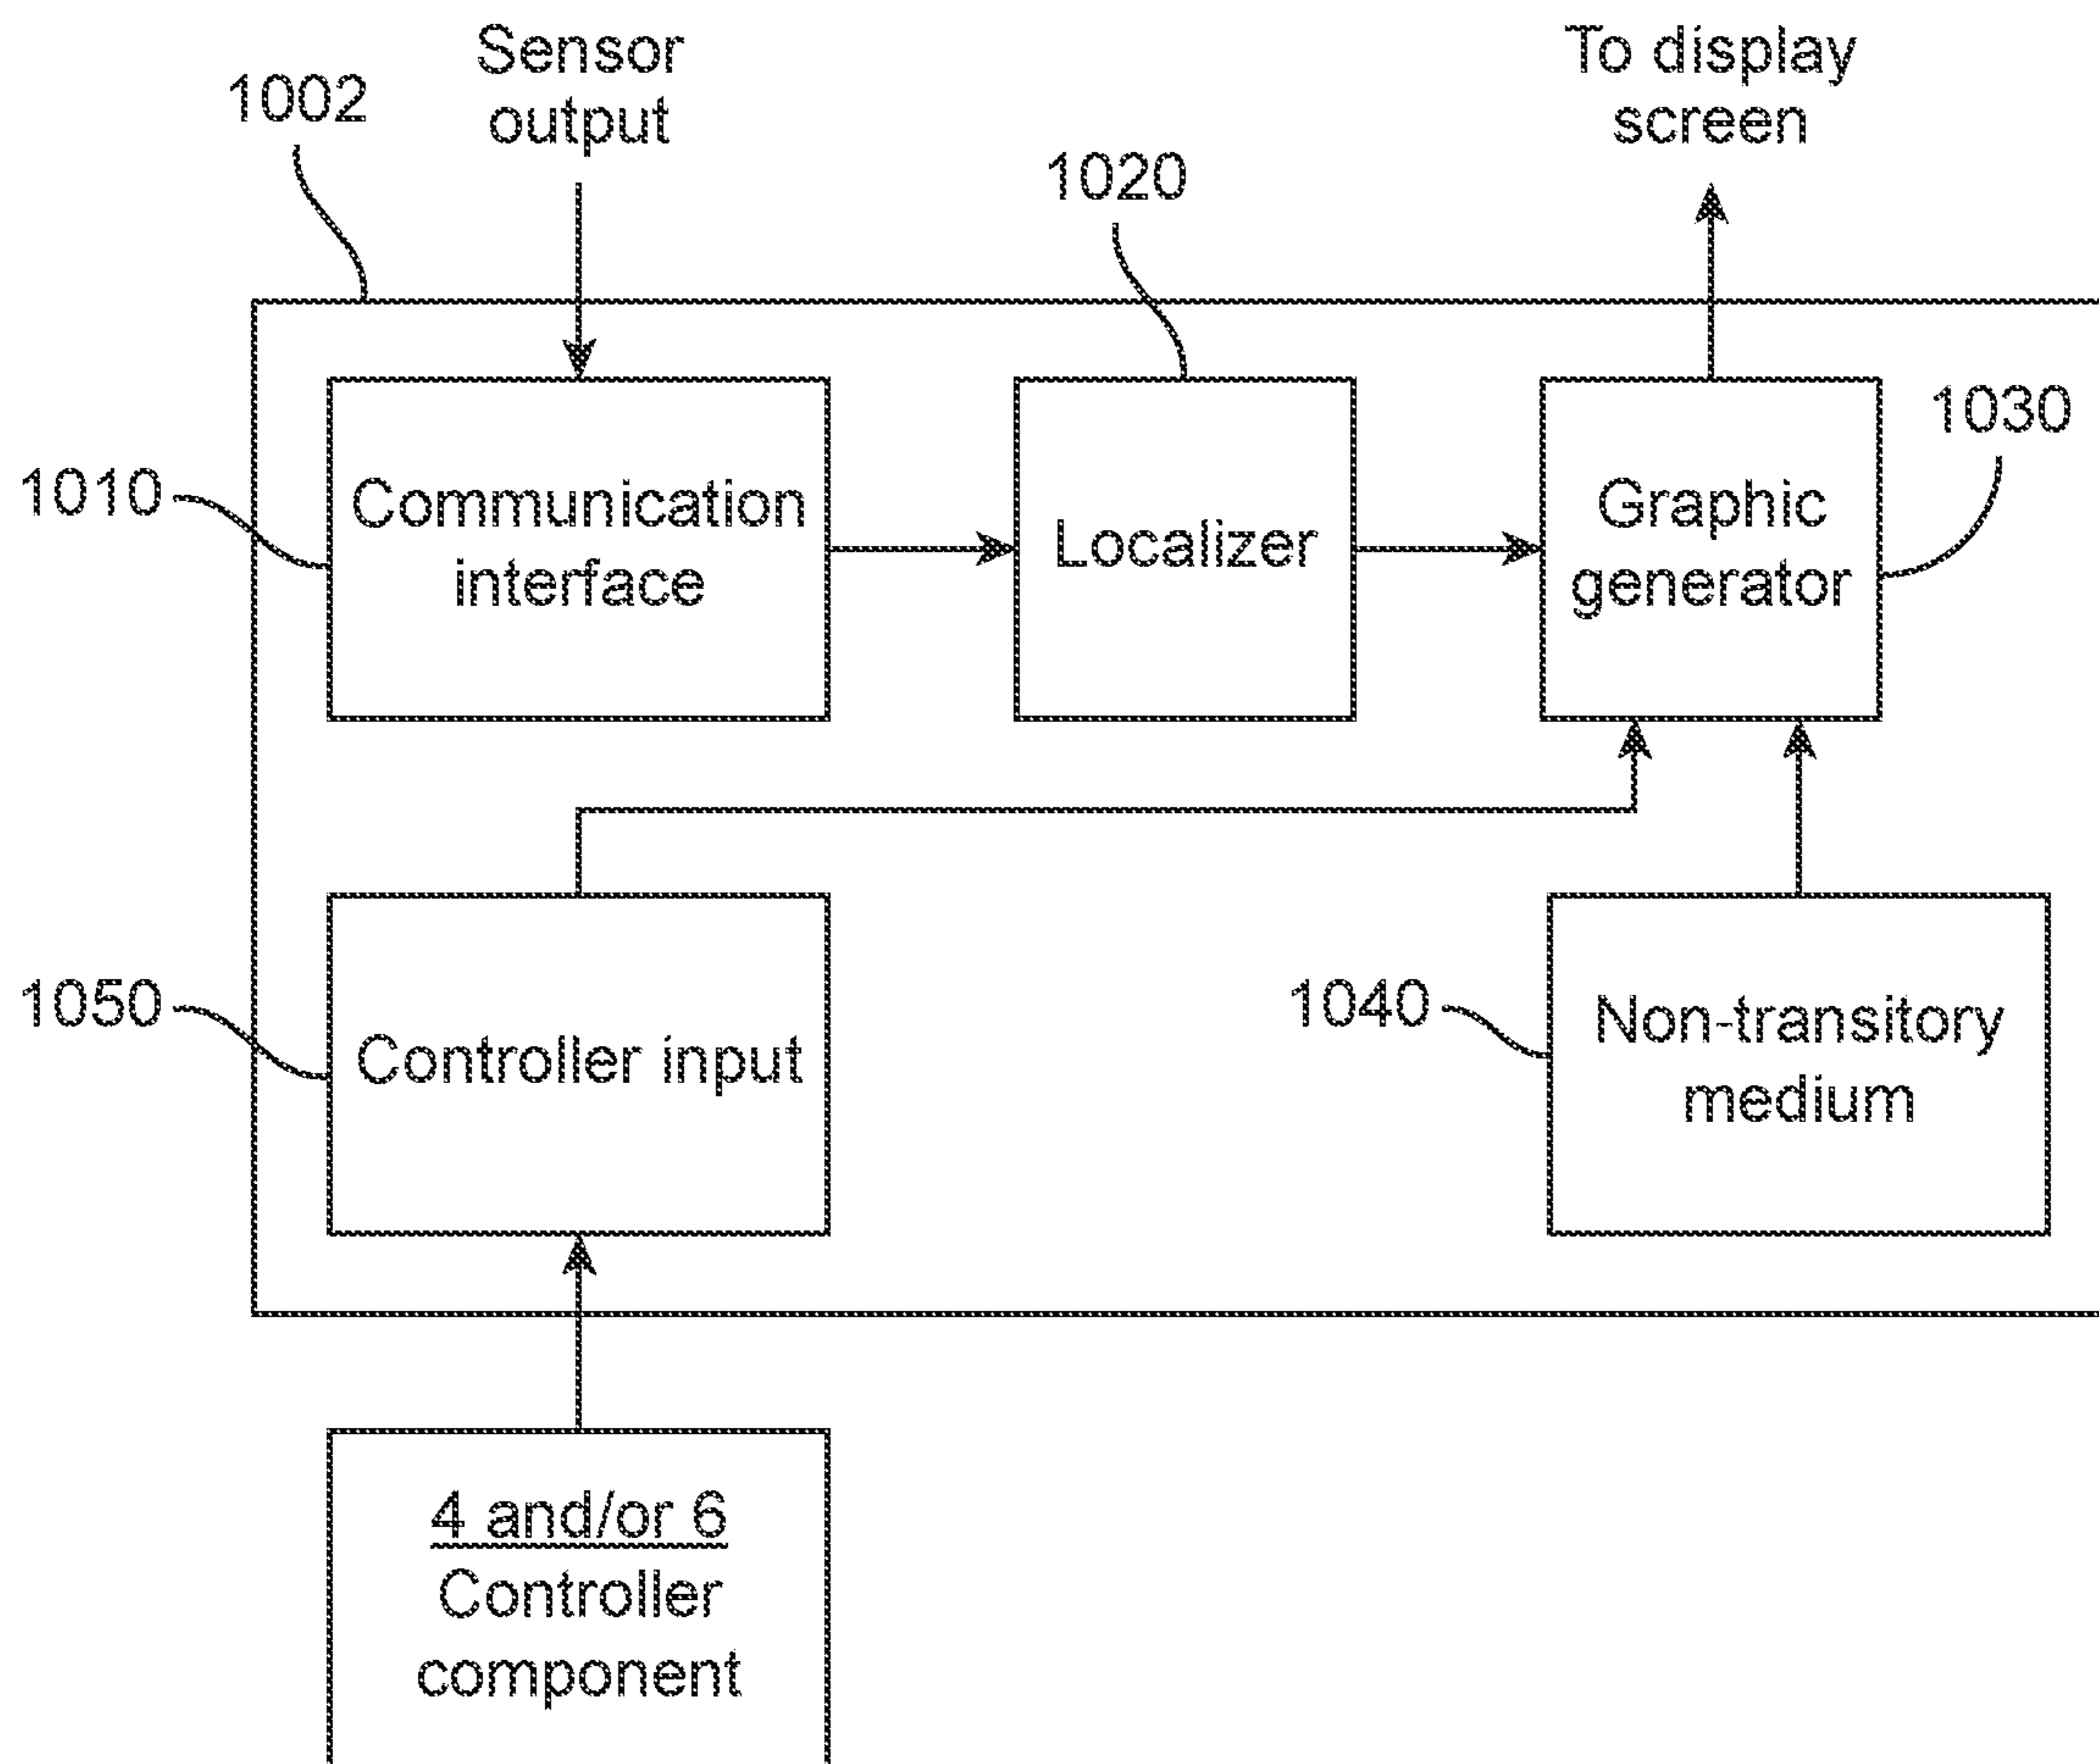 Sensor
output
To display
screen
1002
1020
1030
1010
Communication
interface
Localizer
Graphic
generator
1050
Controller input
1040
Non-transitory
medium
4 and/or 6
Controller
component